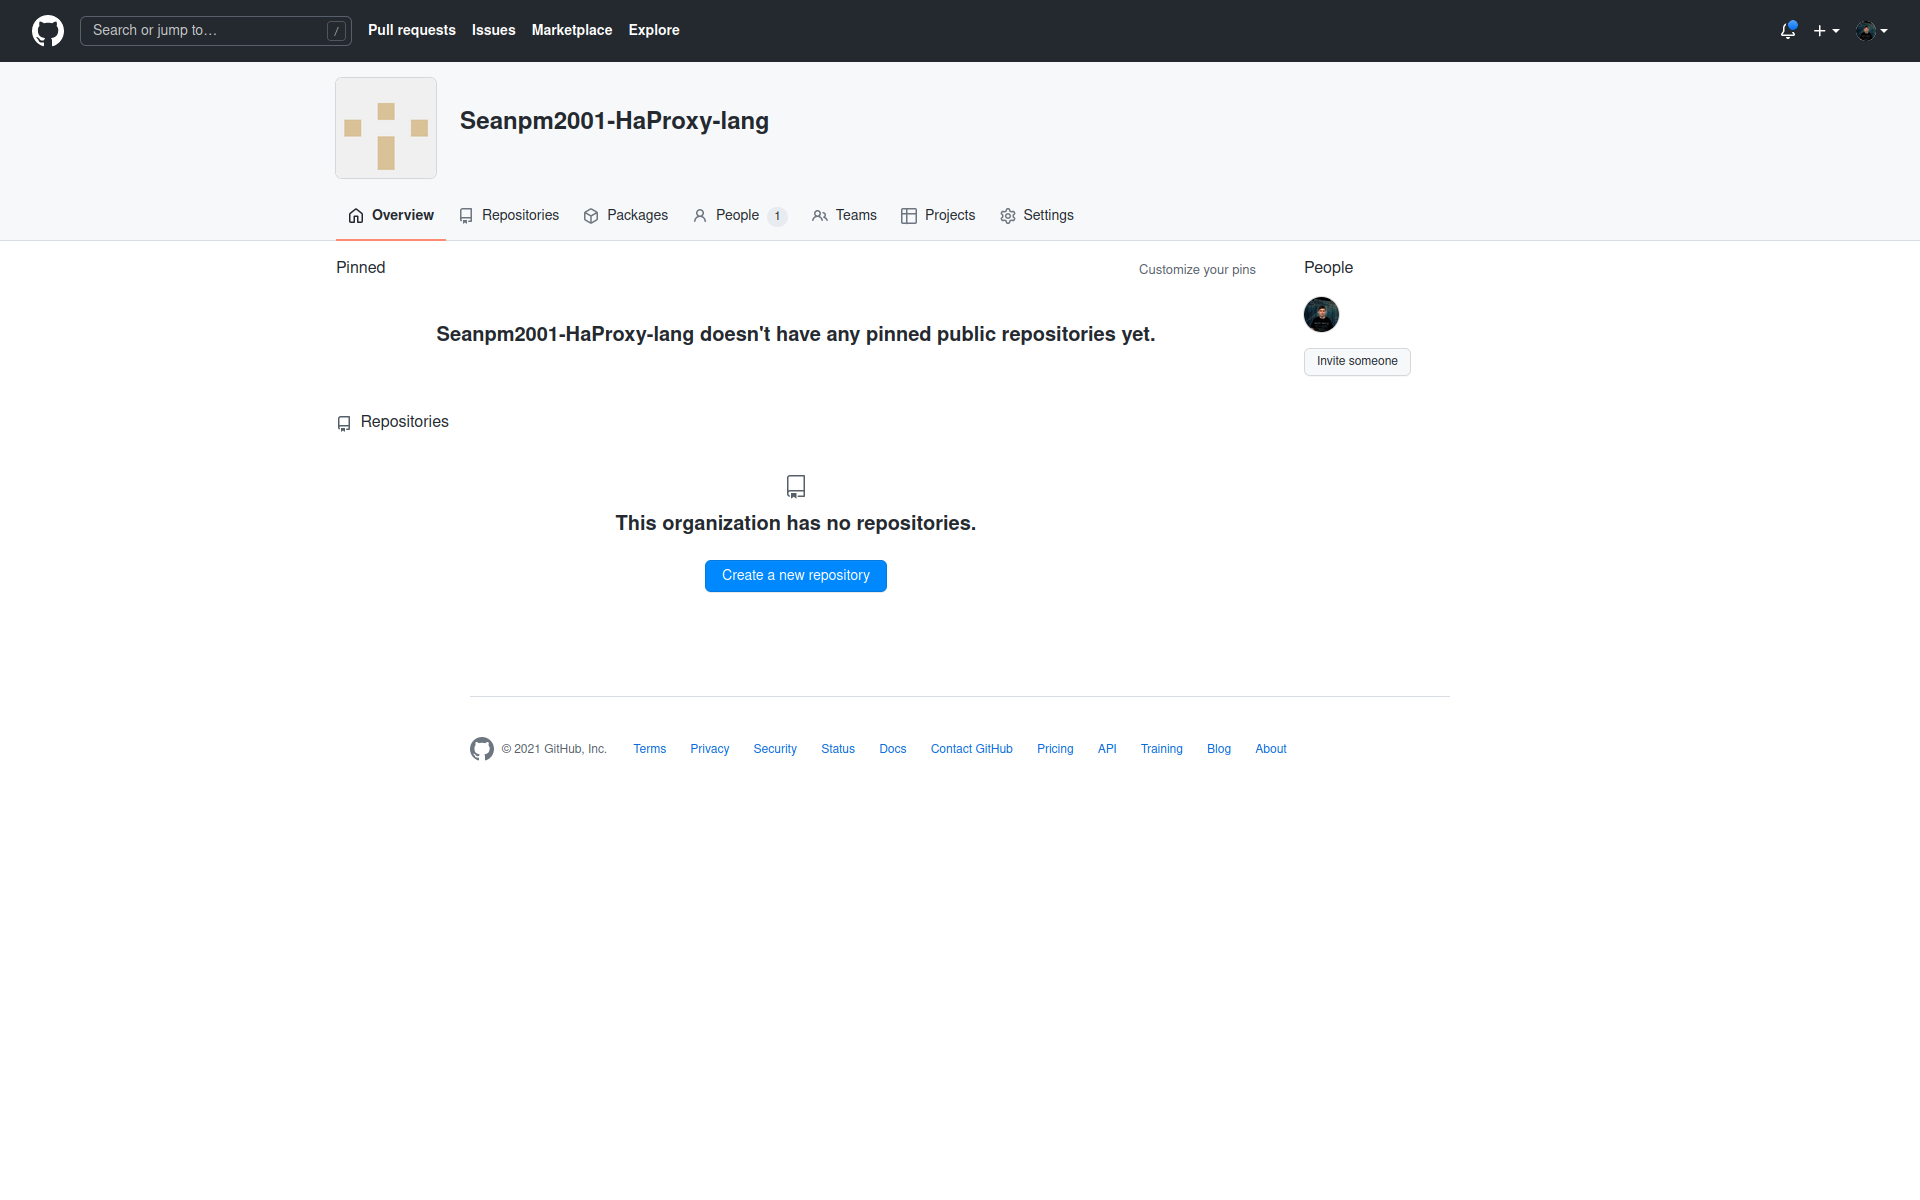 Search or jump to… /
Pull requests Issues Marketplace Explore
Seanpm2001-HaProxy-lang
Overview Repositories Packages People 1 Teams Projects Settings
Pinned
Customize your pins
People
Seanpm2001-HaProxy-lang doesn't have any pinned public repositories yet.
Invite someone
Repositories
This organization has no repositories.
Create a new repository
© 2021 GitHub, Inc. Terms Privacy Security Status Docs Contact GitHub Pricing API Training Blog About